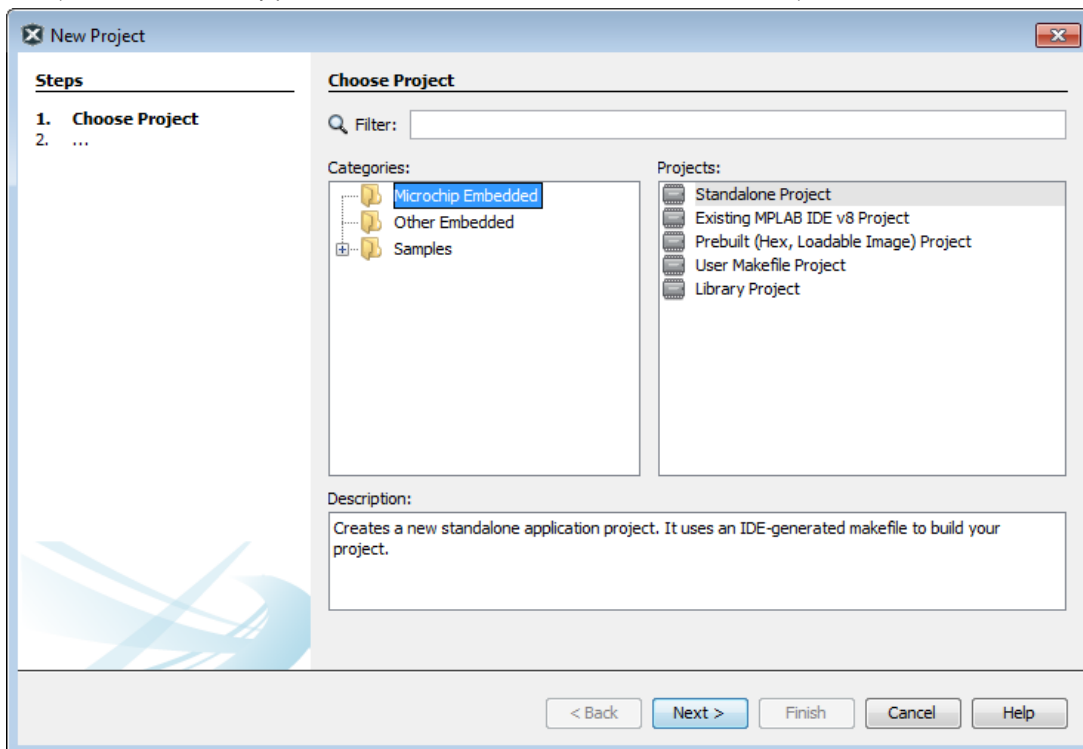 New Project
Steps
1. Choose Project
2. ...
Choose Project
Filter:
Categories:
Microchip Embedded
Other Embedded
Samples
Projects:
Standalone Project
Existing MPLAB IDE v8 Project
Prebuilt (Hex, Loadable Image) Project
User Makefile Project
Library Project
Description:
Creates a new standalone application project. It uses an IDE-generated makefile to build your
project.
< Back
Next >
Finish
Cancel
Help